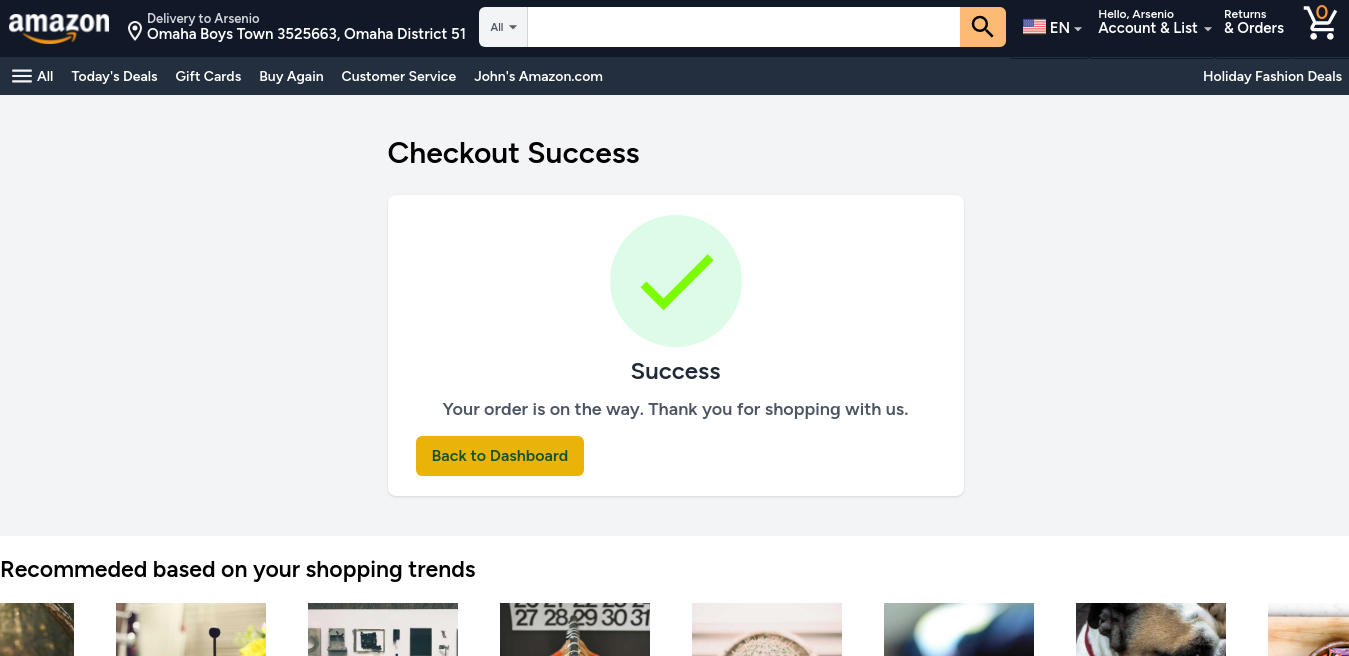 amazon
Delivery to Arsenio
Omaha Boys Town 3525663, Omaha District 51
All
EN
Hello, Arsenio
Account & List
Returns
& Orders
0
All
Today's Deals
Gift Cards
Buy Again
Customer Service
John's Amazon.com
Holiday Fashion Deals
Checkout Success
Success
Your order is on the way. Thank you for shopping with us.
Back to Dashboard
Recommeded based on your shopping trends
27 28 29 30 31